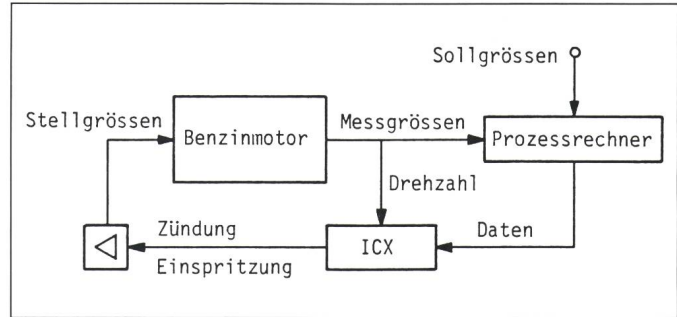 Sollgrössen
Stellgrössen
Benzinmotor
Messgrössen
Prozessrechner
Drehzahl
Zündung
ICX
Daten
Einspritzung